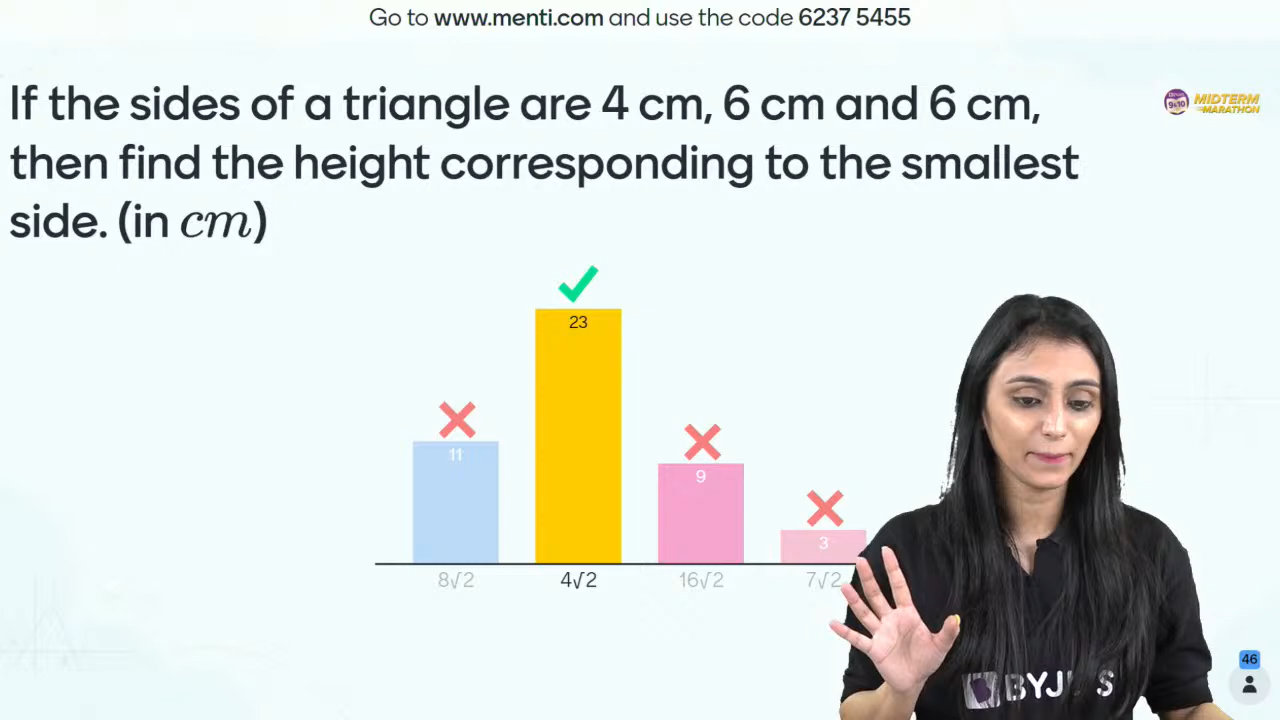 Go to www.menti.com and use the code 6237 5455
If the sides of a triangle are 4 cm, 6 cm and 6 cm,
then find the height corresponding to the smallest
side. (in cm)
MIDTERM
MARATHON
9&10
23
11
9
3
8√2
4√2
16√2
7√2
46